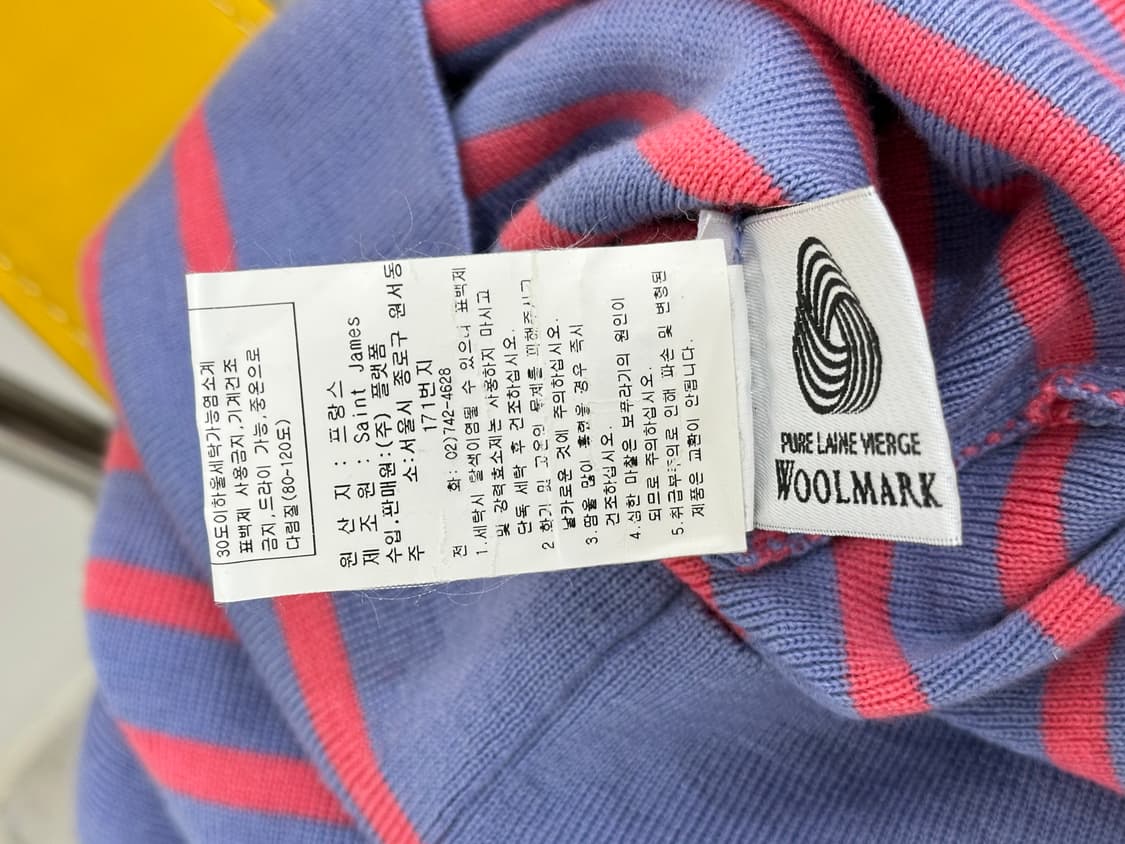 30도이하울세탁가능염소계
표백제 사용금지,기계건조
금지,드라이 가능,중온으로
다림질(80-120도)
원 산 지 : 프랑스
제 조 원 : Saint James
수입.판매원:(주) 플랫폼
주 소:서울시 종로구 원서동
171번지
전 화: 02)742-4628
1.세탁시 탈색이염될 수 있으니 표백제
및 강력효소제는 사용하지 마시고
단독 세탁 후 건조하십시오.
2 화기 및 고온인 물체를 피해주시고
날카로운 것에 주의하십시오.
3.땀을 많이 흘렸을 경우 즉시
건조하십시오.
4.심한 마찰은 보푸라기의 원인이
되므로 주의하십시오.
5.취급부주의로 인해 파손 및 변형된
제품은 교환이 안됩니다.
PURE LAINE VIERGE
WOOLMARK